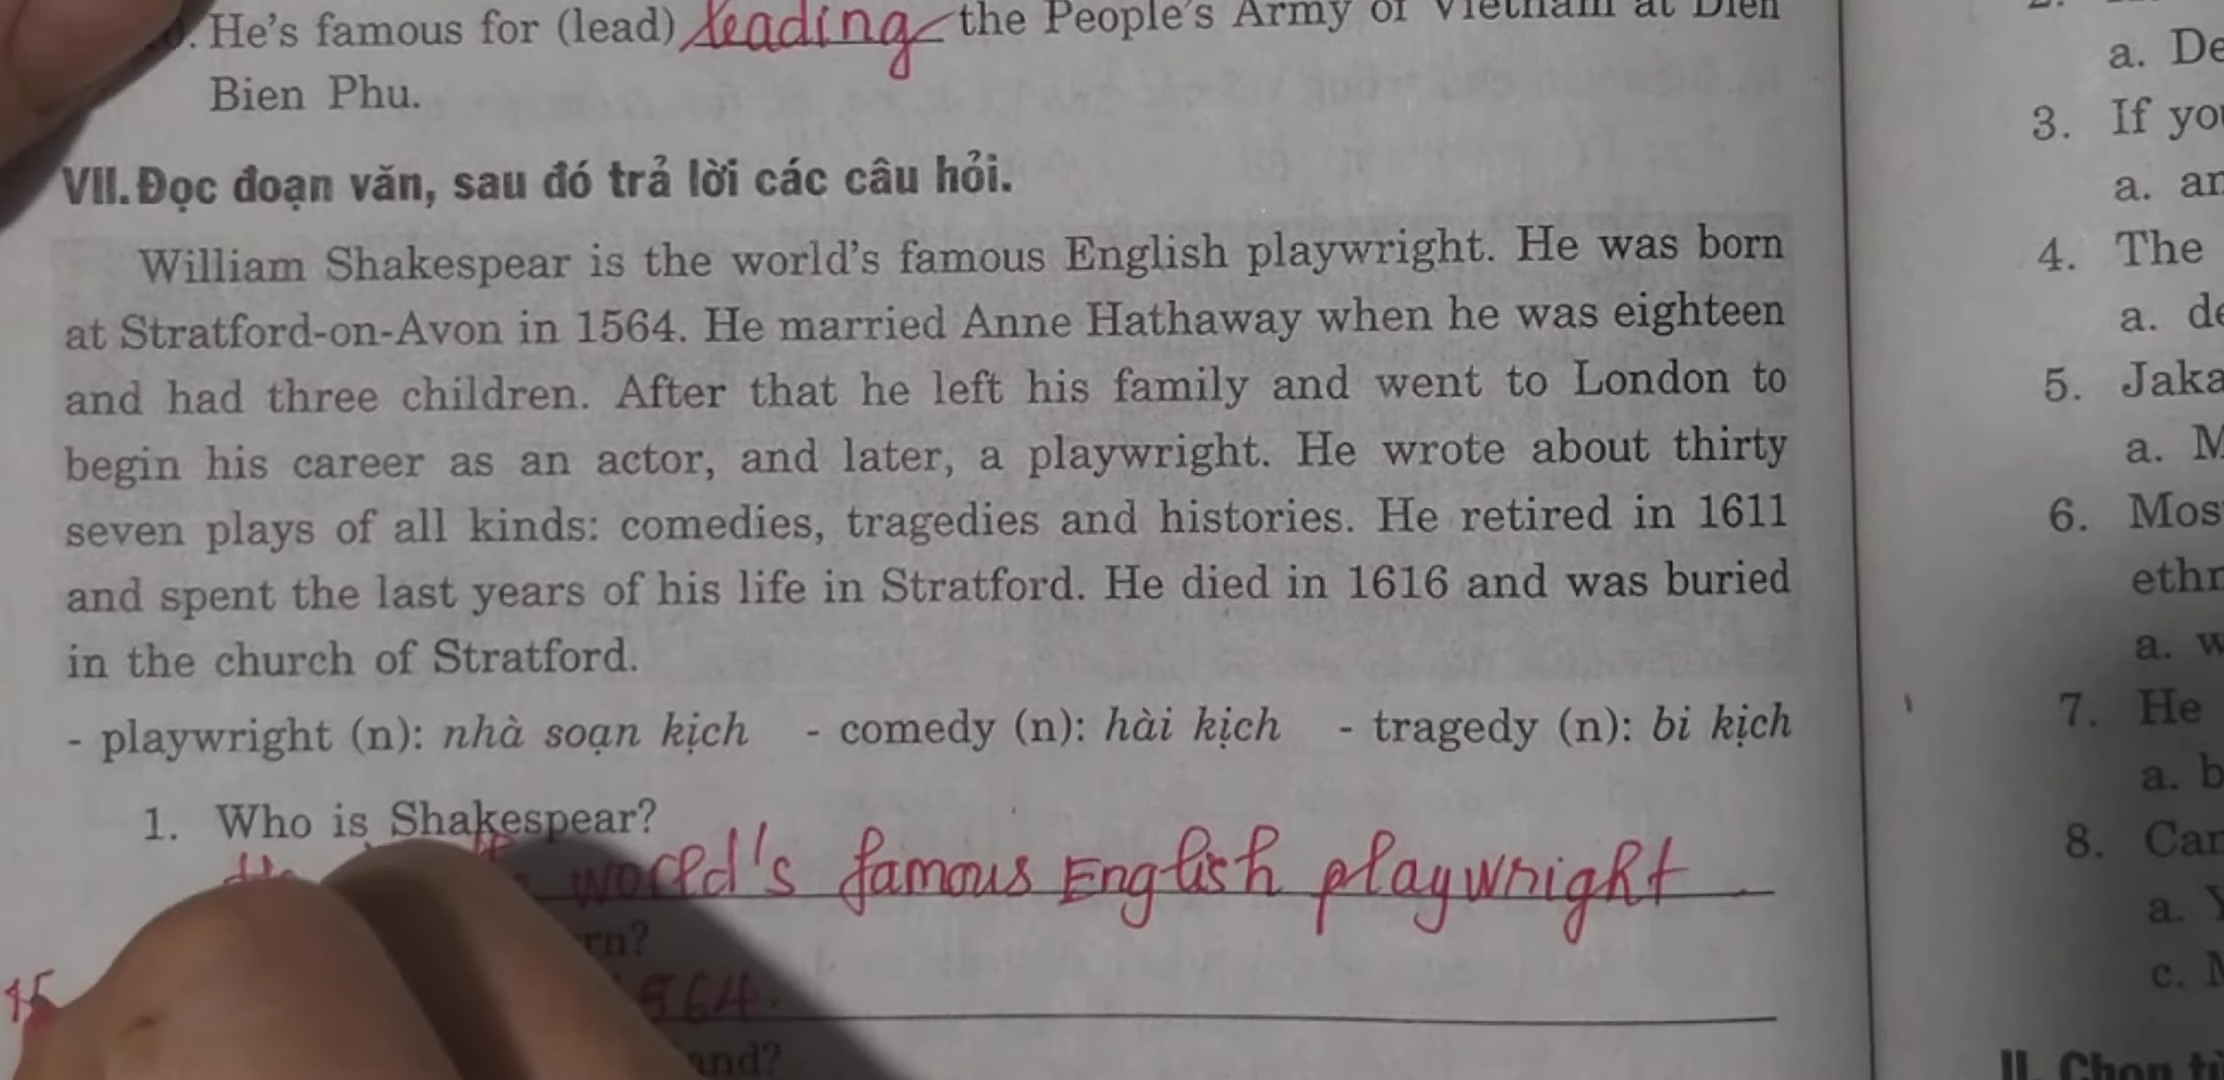 He's famous for (lead) leading the People's Army of Vietnam at Dien
Bien Phu.
VII. Đọc đoạn văn, sau đó trả lời các câu hỏi.
William Shakespear is the world's famous English playwright. He was born
at Stratford-on-Avon in 1564. He married Anne Hathaway when he was eighteen
and had three children. After that he left his family and went to London to
begin his career as an actor, and later, a playwright. He wrote about thirty
seven plays of all kinds: comedies, tragedies and histories. He retired in 1611
and spent the last years of his life in Stratford. He died in 1616 and was buried
in the church of Stratford.
- playwright (n): nhà soạn kịch - comedy (n): hài kịch - tragedy (n): bi kịch
1. Who is Shakespear?
world's famous English playwright
564.
15
2.
a. De
3. If
a.
4. The
a.
5.
a. M
6.
a.
7. He
a.
8.
a.
c.
II. Chọn